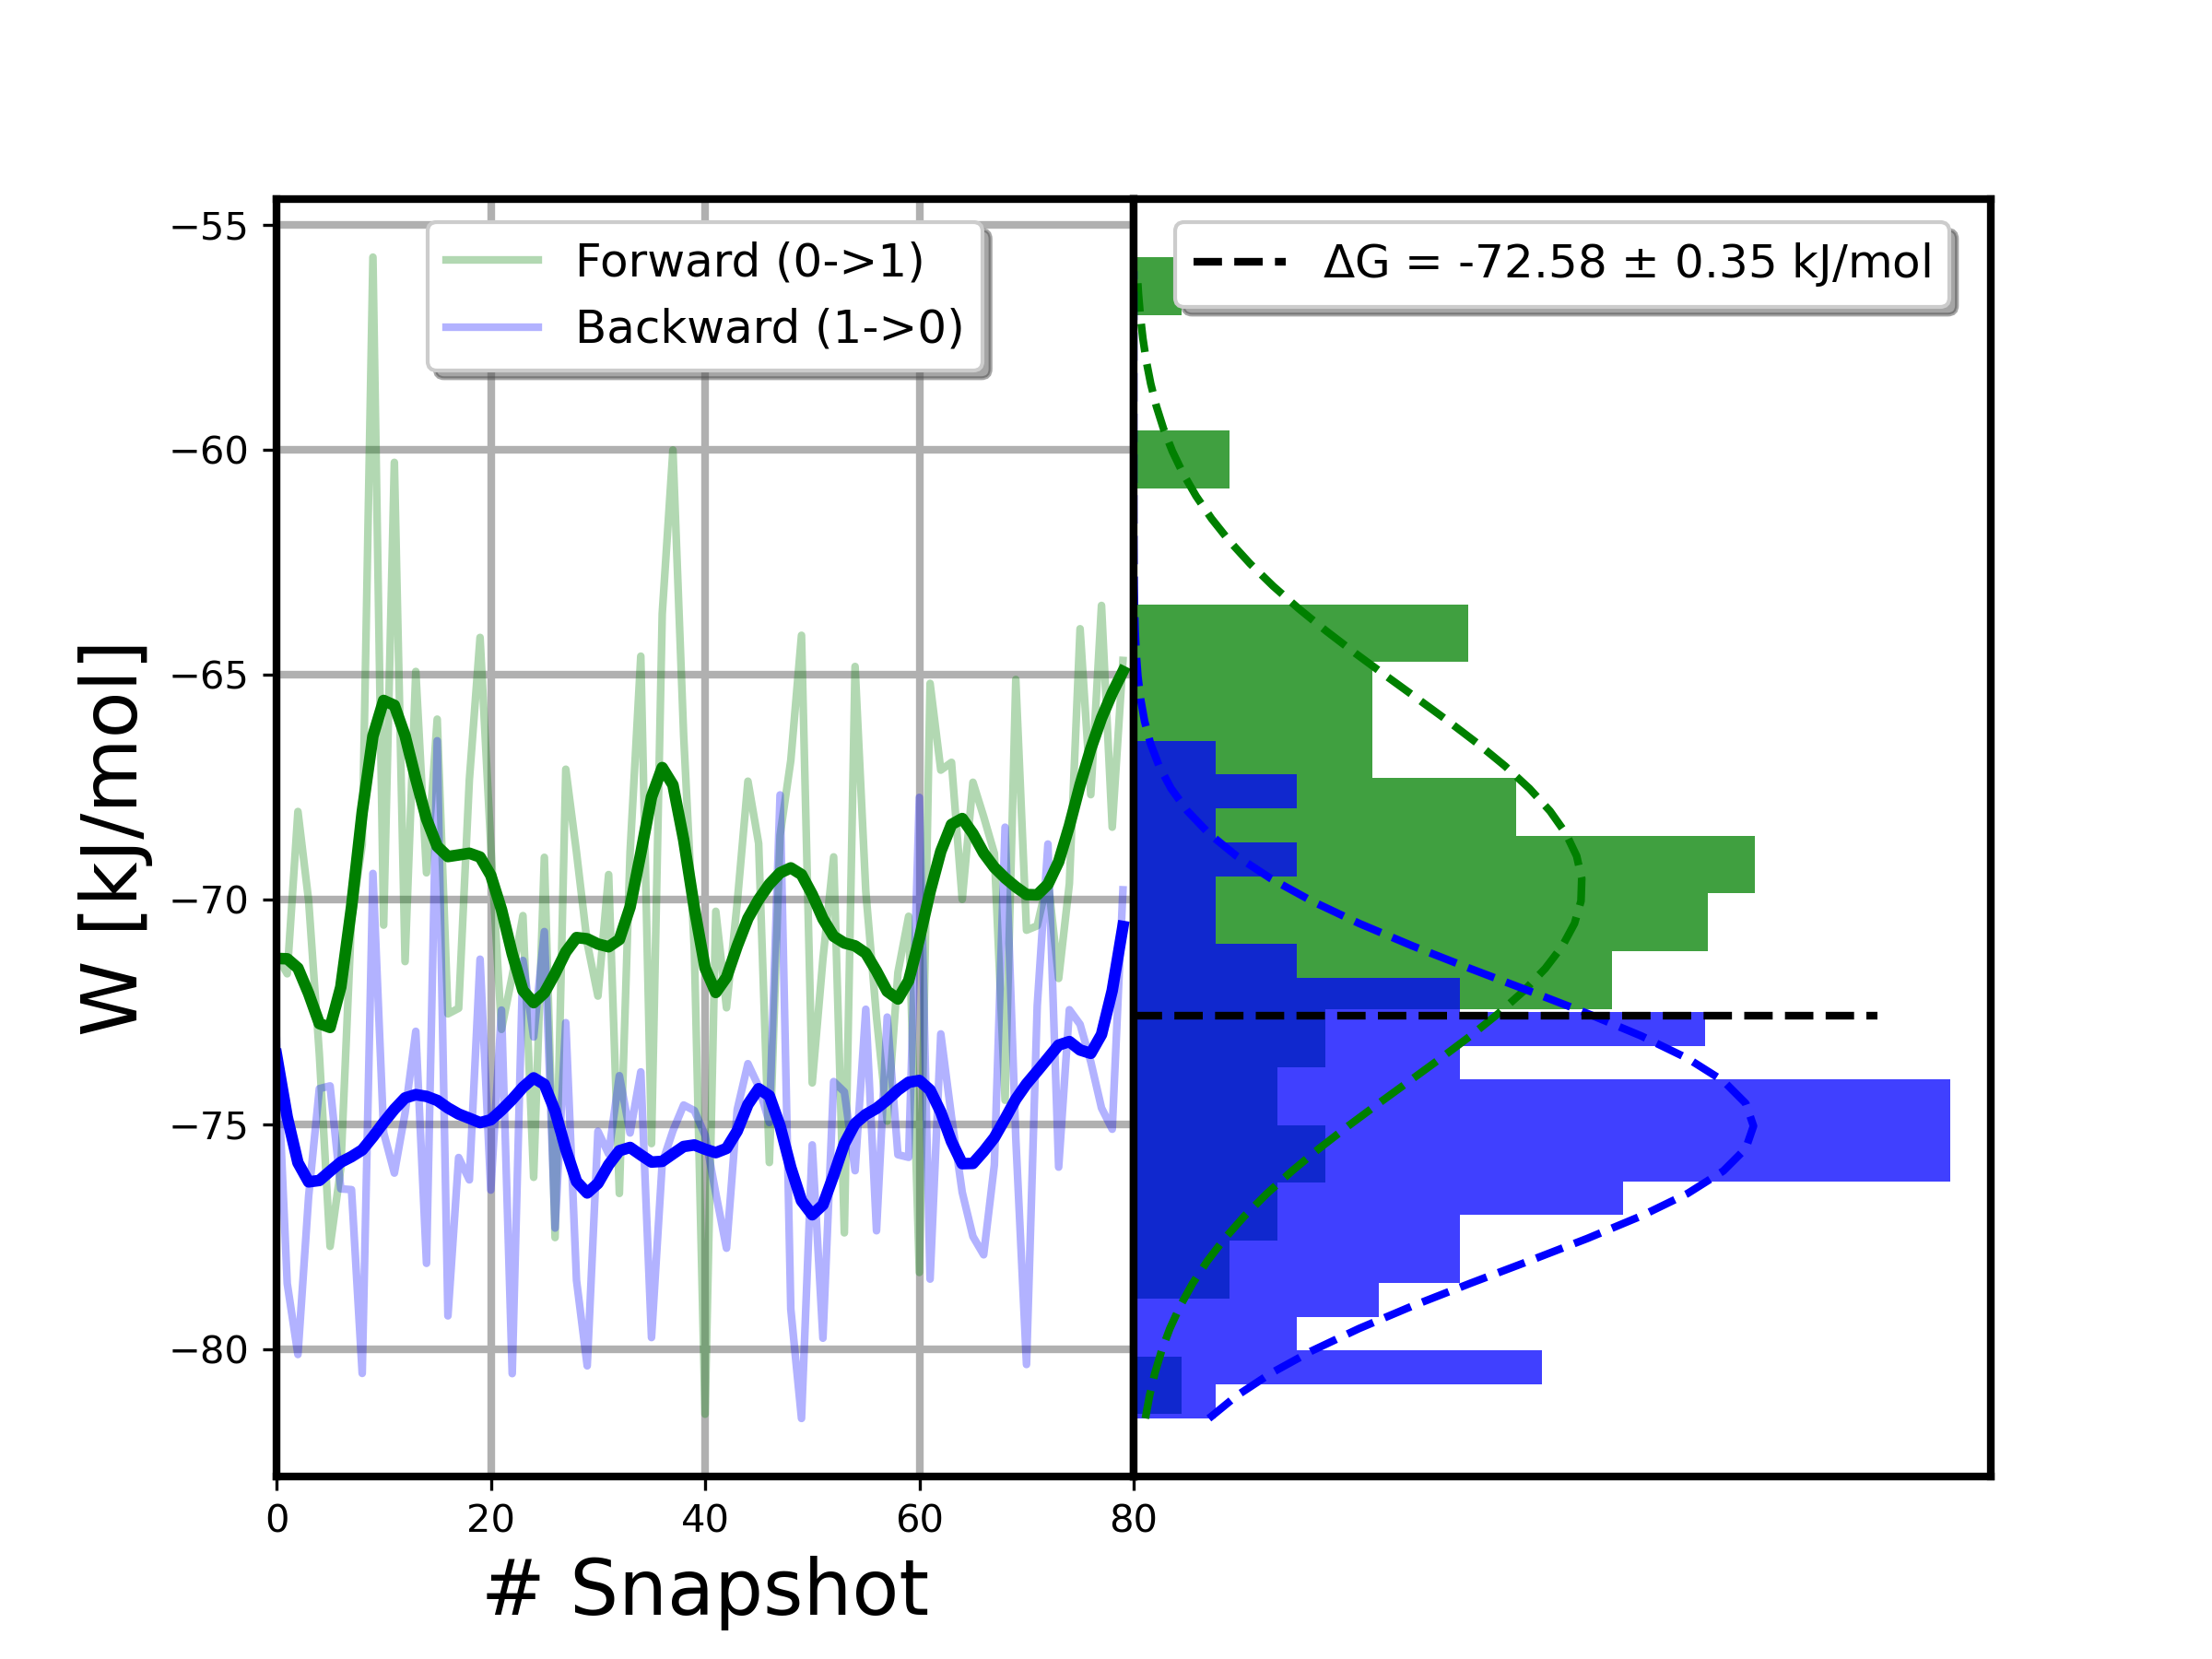 Forward (0->1)
Backward (1->0)
ΔG = -72.58 ± 0.35 kJ/mol
−55
−60
−65
−70
−75
−80
W [kJ/mol]
0 20 40 60 80
# Snapshot